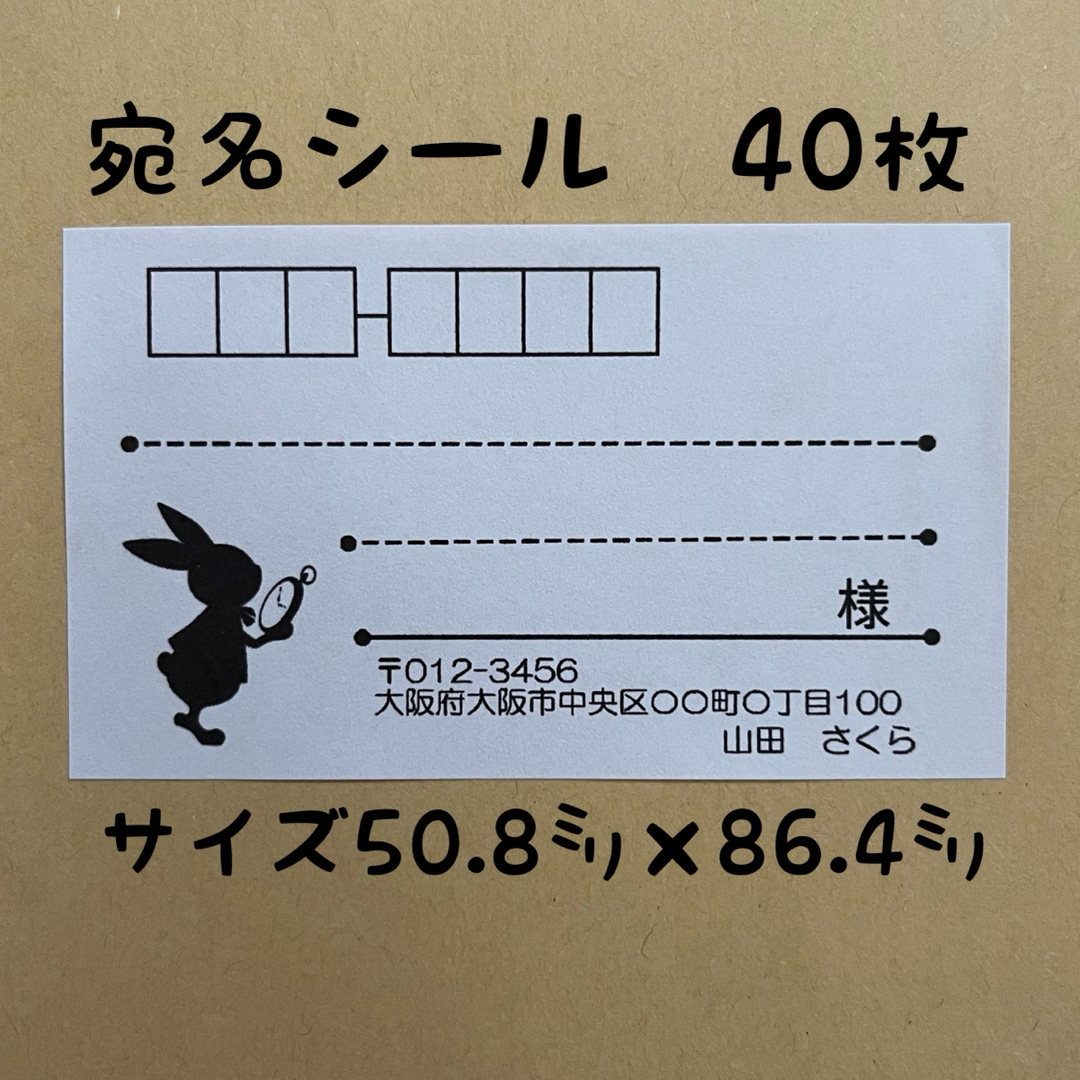 宛名シール　40枚
様
〒012-3456
大阪府大阪市中央区〇〇町〇丁目100
山田　さくら
サイズ50.8㍉×86.4㍉